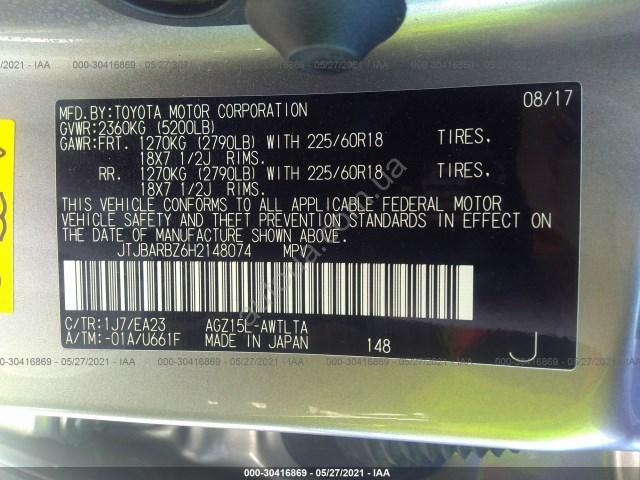 000-30416869 - 05/27/2021 - IAA
MFD.BY:TOYOTA MOTOR CORPORATION 08/17
GVWR:2360KG (5200LB)
GAWR:FRT. 1270KG (2790LB) WITH 225/60R18 TIRES.
18X7 1/2J RIMS.
RR. 1270KG (2790LB) WITH 225/60R18 TIRES.
18X7 1/2J RIMS.
THIS VEHICLE CONFORMS TO ALL APPLICABLE FEDERAL MOTOR
VEHICLE SAFETY AND THEFT PREVENTION STANDARDS IN EFFECT ON
THE DATE OF MANUFACTURE SHOWN ABOVE.
JTJBARBZ6H2148074 MPV
C/TR:1J7/EA23 AGZ15L-AWTLTA
A/TM:-01A/U661F MADE IN JAPAN 148 J
000-30416869 - 05/27/2021 - IAA